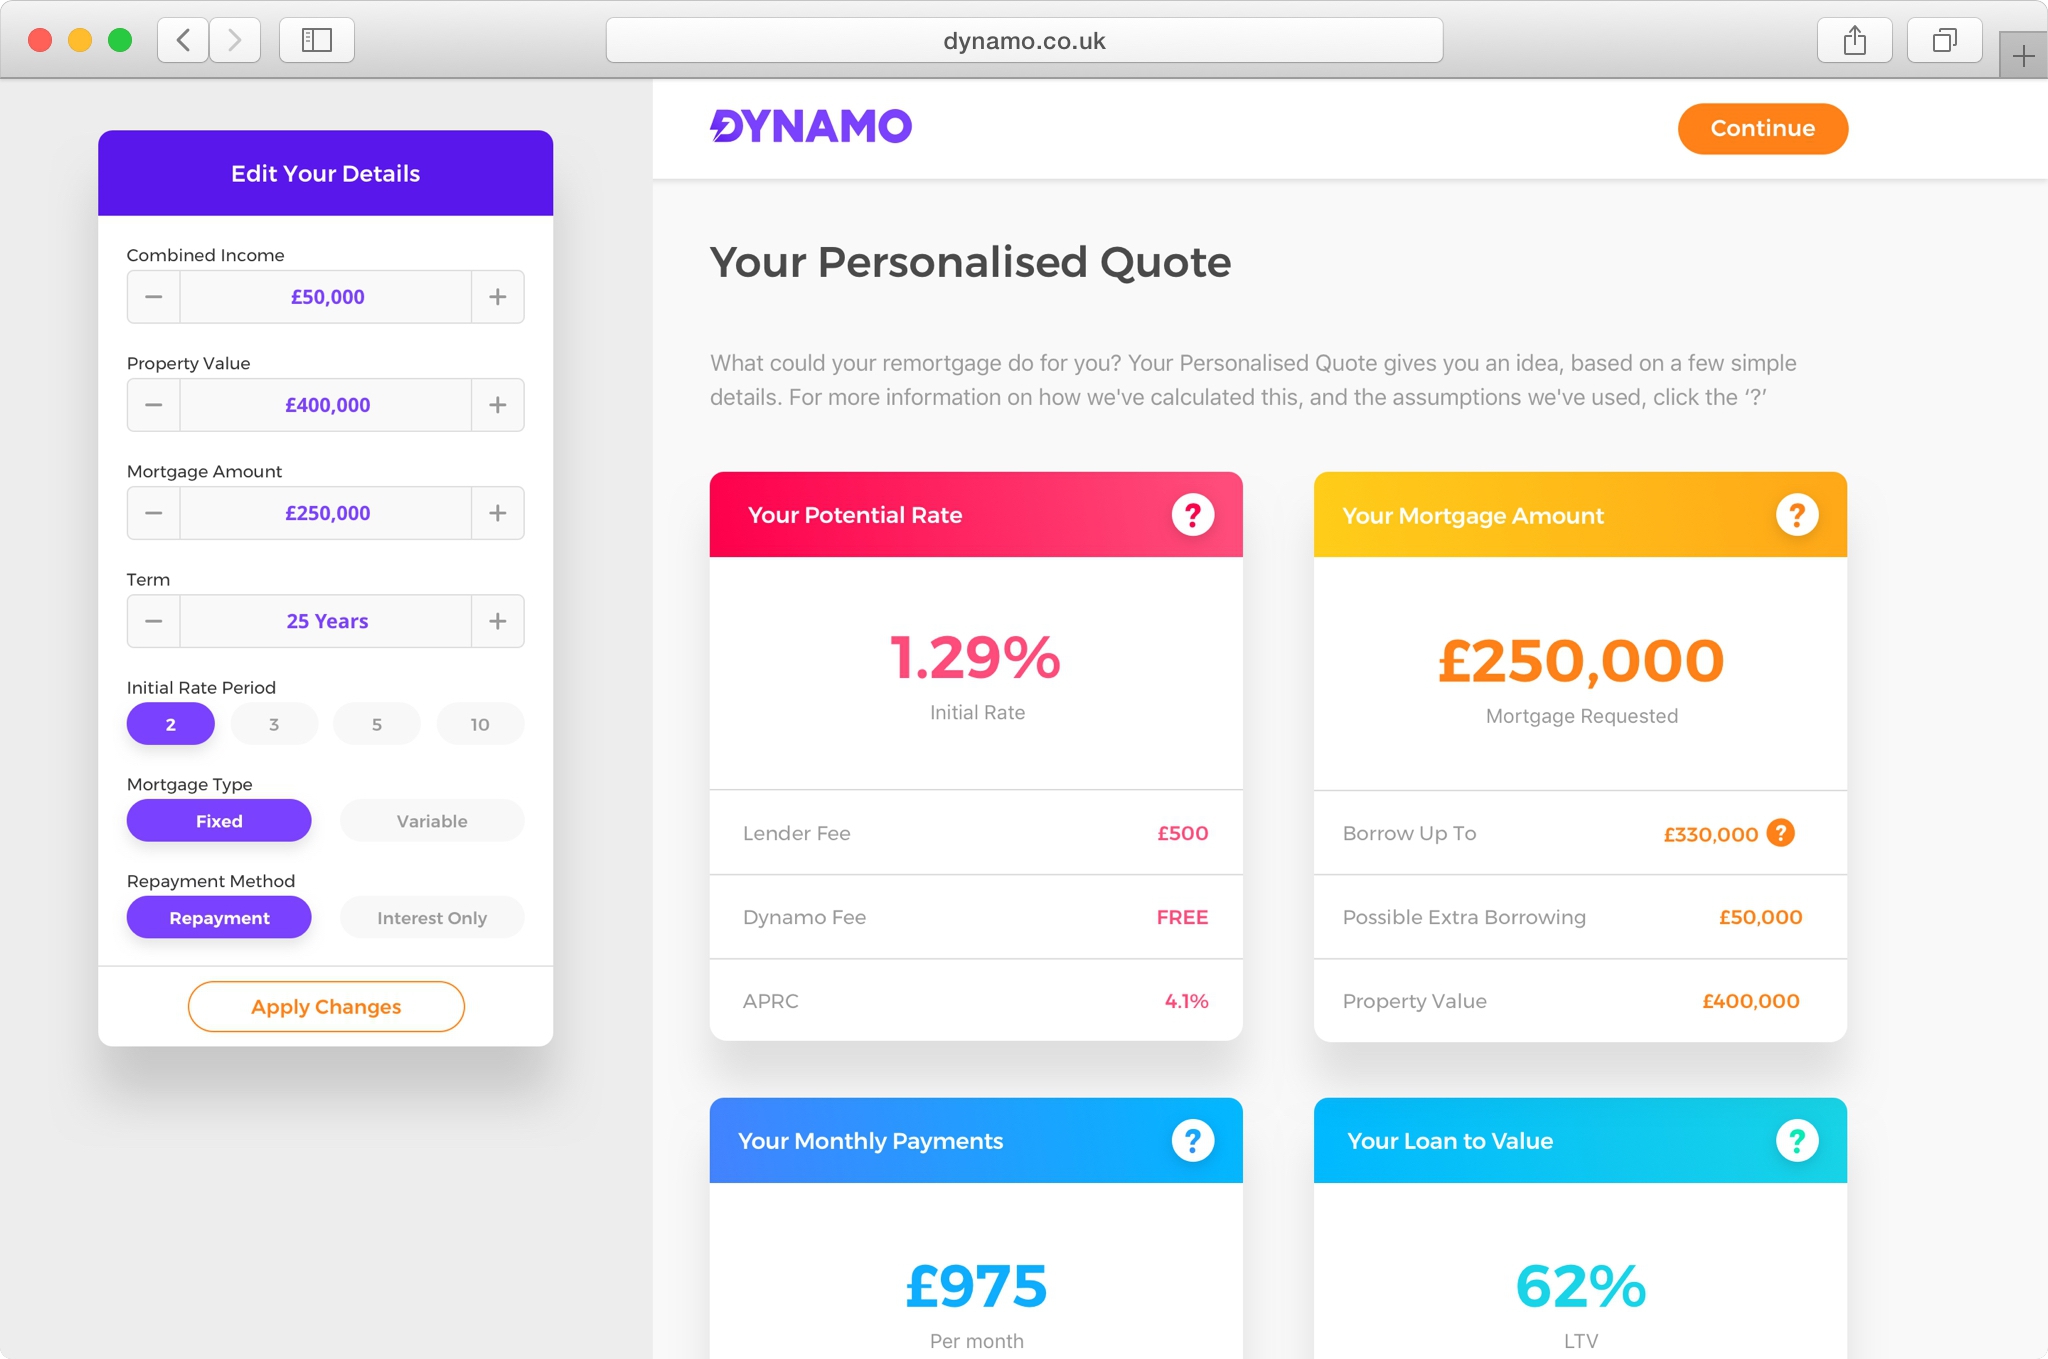 dynamo.co.uk
Edit Your Details
Combined Income
£50,000
Property Value
£400,000
Mortgage Amount
£250,000
Term
25 Years
Initial Rate Period
2 3 5 10
Mortgage Type
Fixed Variable
Repayment Method
Repayment Interest Only
Apply Changes
DYNAMO
Continue
Your Personalised Quote
What could your remortgage do for you? Your Personalised Quote gives you an idea, based on a few simple
details. For more information on how we've calculated this, and the assumptions we've used, click the ‘?’
Your Potential Rate ?
1.29%
Initial Rate
Lender Fee £500
Dynamo Fee FREE
APRC 4.1%
Your Mortgage Amount ?
£250,000
Mortgage Requested
Borrow Up To £330,000 ?
Possible Extra Borrowing £50,000
Property Value £400,000
Your Monthly Payments ?
£975
Per month
Your Loan to Value ?
62%
LTV